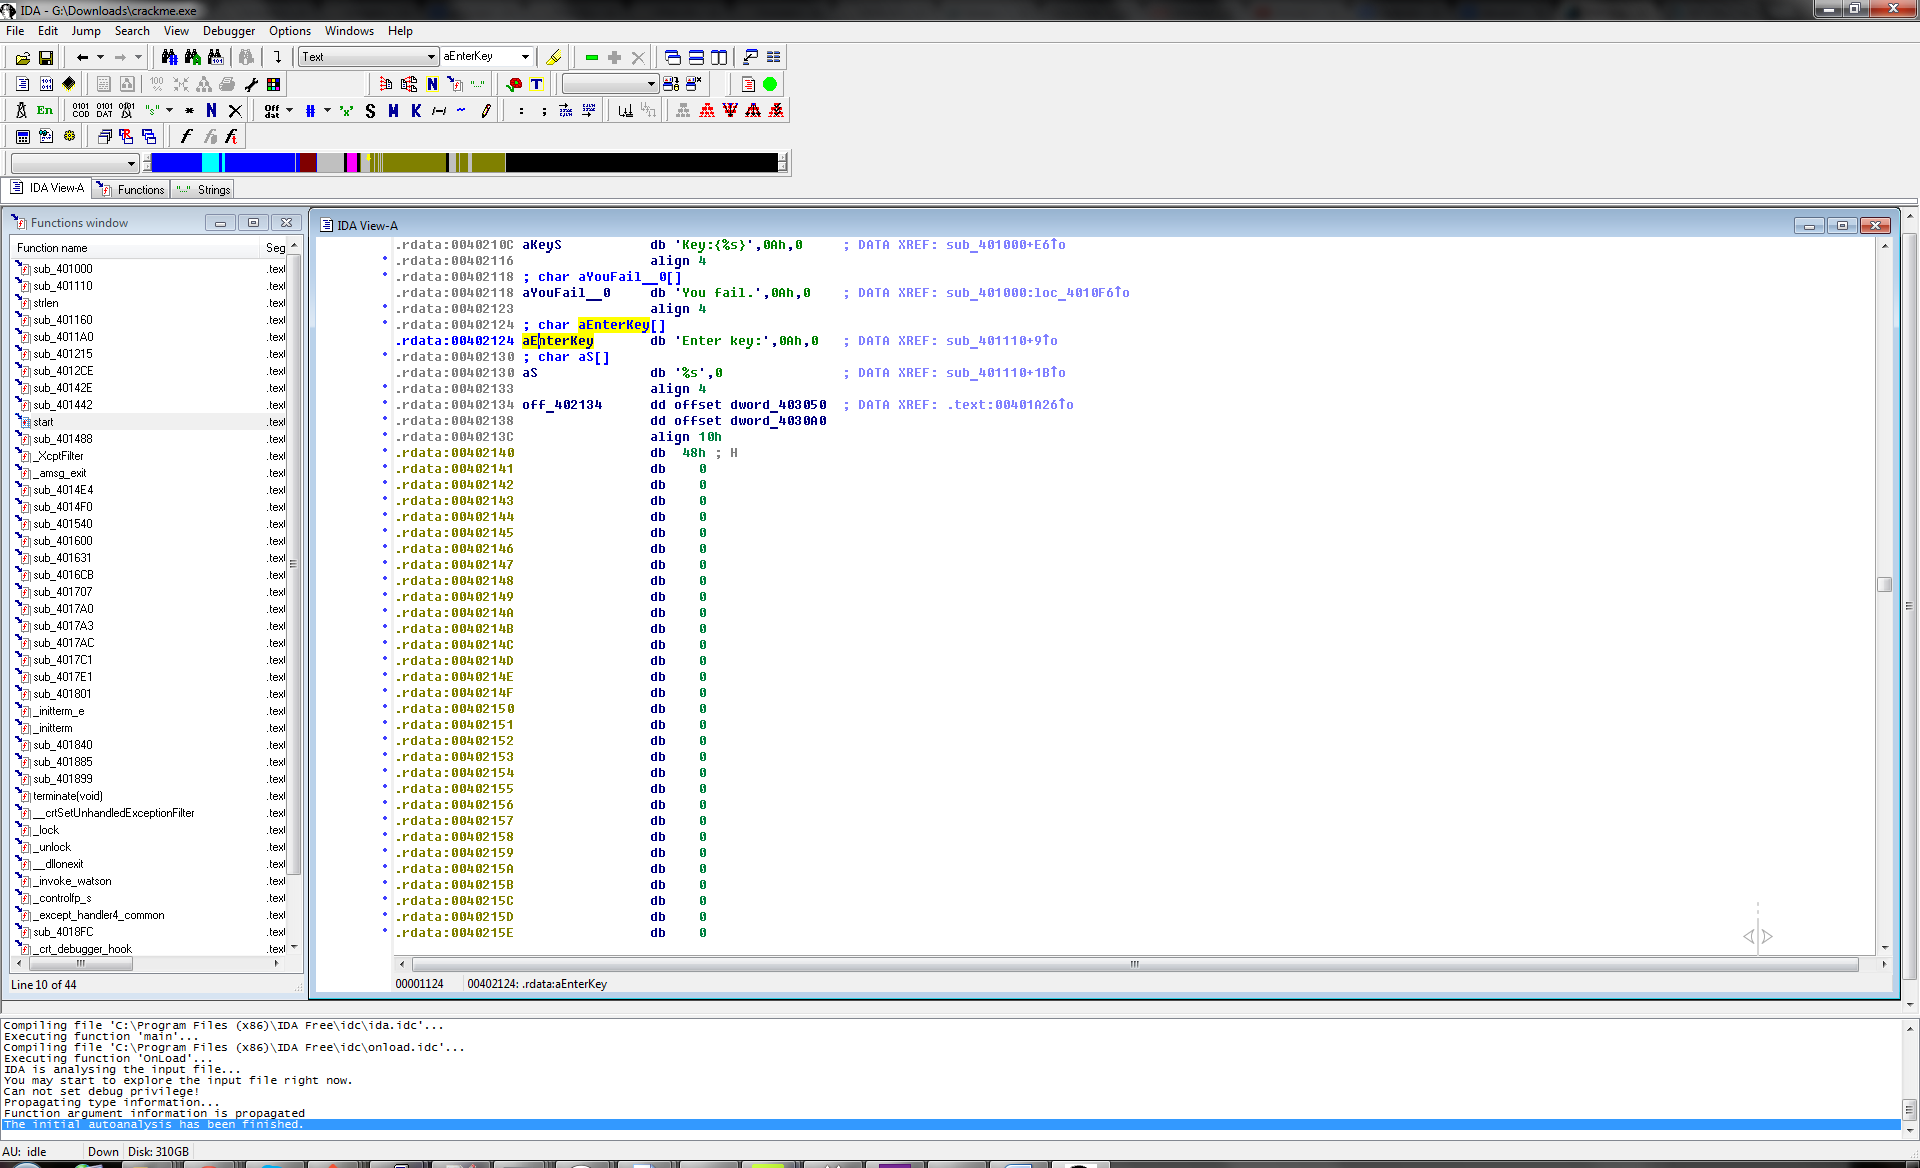 IDA - G:\Downloads\crackme.exe
File Edit Jump Search View Debugger Options Windows Help
Text aEnterKey
IDA View-A Functions Strings
Functions window
Function name Seg
sub_401000 .text
sub_401110 .text
strlen .text
sub_401160 .text
sub_4011A0 .text
sub_401215 .text
sub_4012CE .text
sub_40142E .text
sub_401442 .text
start .text
sub_401488 .text
_XcptFilter .text
_amsg_exit .text
sub_4014E4 .text
sub_4014F0 .text
sub_401540 .text
sub_401600 .text
sub_401631 .text
sub_4016CB .text
sub_401707 .text
sub_4017A0 .text
sub_4017A3 .text
sub_4017AC .text
sub_4017C1 .text
sub_4017E1 .text
sub_401801 .text
_initterm_e .text
_initterm .text
sub_401840 .text
sub_401885 .text
sub_401899 .text
terminate(void) .text
__crtSetUnhandledExceptionFilter .text
_lock .text
_unlock .text
__dllonexit .text
_invoke_watson .text
_controlfp_s .text
_except_handler4_common .text
sub_4018FC .text
_crt_debugger_hook .text
Line 10 of 44
IDA View-A
.rdata:0040210C aKeyS db 'Key:{%s}',0Ah,0 ; DATA XREF: sub_401000+E6↑o
.rdata:00402116 align 4
.rdata:00402118 ; char aYouFail__0[]
.rdata:00402118 aYouFail__0 db 'You fail.',0Ah,0 ; DATA XREF: sub_401000:loc_4010F6↑o
.rdata:00402123 align 4
.rdata:00402124 ; char aEnterKey[]
.rdata:00402124 aEnterKey db 'Enter key:',0Ah,0 ; DATA XREF: sub_401110+9↑o
.rdata:00402130 ; char aS[]
.rdata:00402130 aS db '%s',0 ; DATA XREF: sub_401110+1B↑o
.rdata:00402133 align 4
.rdata:00402134 off_402134 dd offset dword_403050 ; DATA XREF: .text:00401A26↑o
.rdata:00402138 dd offset dword_4030A0
.rdata:0040213C align 10h
.rdata:00402140 db 48h ; H
.rdata:00402141 db 0
.rdata:00402142 db 0
.rdata:00402143 db 0
.rdata:00402144 db 0
.rdata:00402145 db 0
.rdata:00402146 db 0
.rdata:00402147 db 0
.rdata:00402148 db 0
.rdata:00402149 db 0
.rdata:0040214A db 0
.rdata:0040214B db 0
.rdata:0040214C db 0
.rdata:0040214D db 0
.rdata:0040214E db 0
.rdata:0040214F db 0
.rdata:00402150 db 0
.rdata:00402151 db 0
.rdata:00402152 db 0
.rdata:00402153 db 0
.rdata:00402154 db 0
.rdata:00402155 db 0
.rdata:00402156 db 0
.rdata:00402157 db 0
.rdata:00402158 db 0
.rdata:00402159 db 0
.rdata:0040215A db 0
.rdata:0040215B db 0
.rdata:0040215C db 0
.rdata:0040215D db 0
.rdata:0040215E db 0
00001124 00402124: .rdata:aEnterKey
Compiling file 'C:\Program Files (x86)\IDA Free\idc\ida.idc'...
Executing function 'main'...
Compiling file 'C:\Program Files (x86)\IDA Free\idc\onload.idc'...
Executing function 'OnLoad'...
IDA is analysing the input file...
You may start to explore the input file right now.
Can not set debug privilege!
Propagating type information...
Function argument information is propagated
The initial autoanalysis has been finished.
AU: idle Down Disk: 310GB